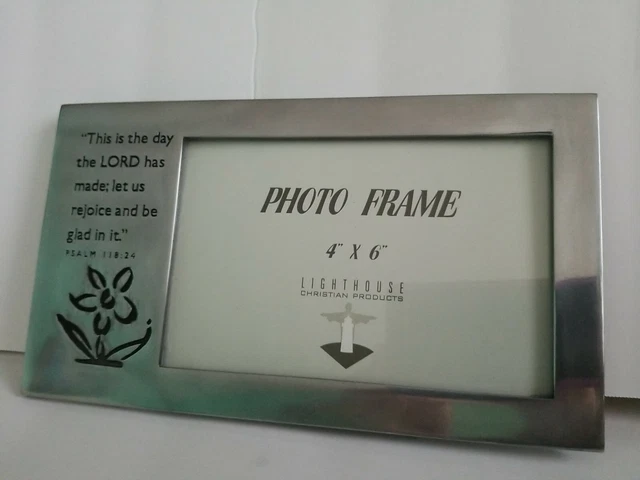 "This is the day
the LORD has
made; let us
rejoice and be
glad in it."
PSALM 118:24
PHOTO FRAME
4" X 6"
LIGHTHOUSE
CHRISTIAN PRODUCTS